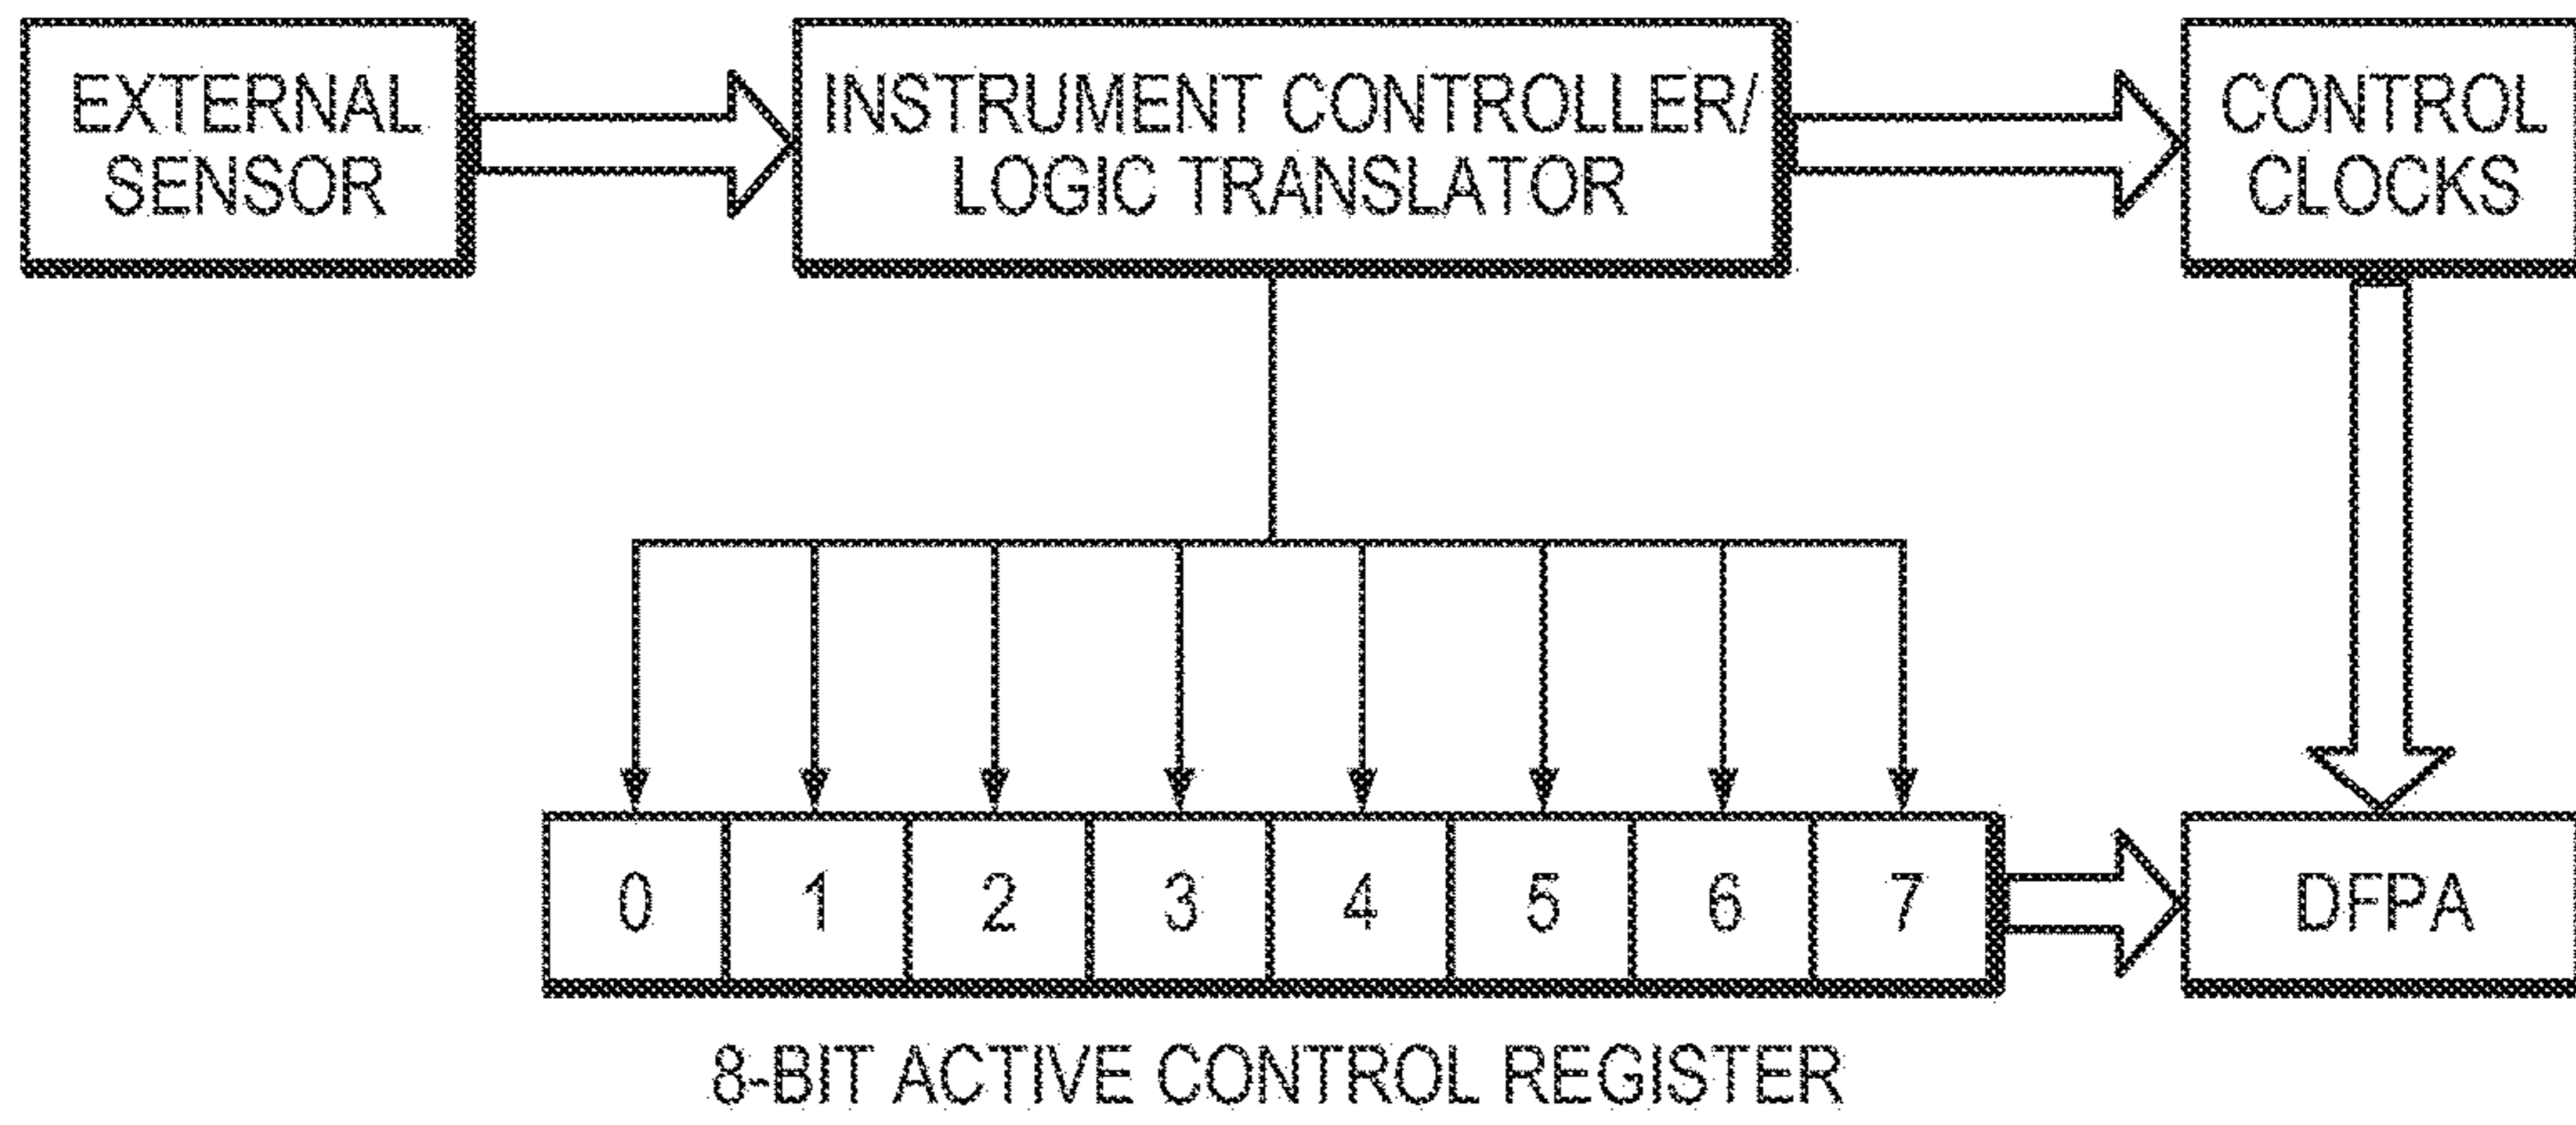 EXTERNAL
SENSOR
INSTRUMENT CONTROLLER/
LOGIC TRANSLATOR
CONTROL
CLOCKS
0 1 2 3 4 5 6 7
DFPA
8-BIT ACTIVE CONTROL REGISTER